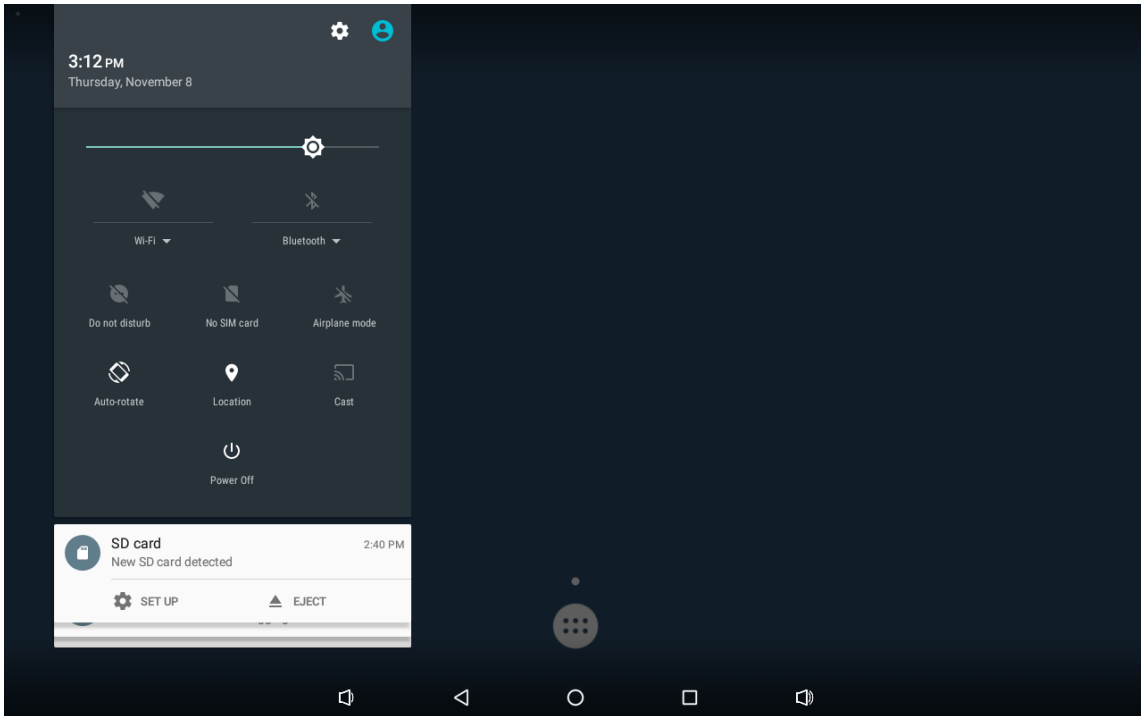 3:12 PM
Thursday, November 8
Wi-Fi
Bluetooth
Do not disturb
No SIM card
Airplane mode
Auto-rotate
Location
Cast
Power Off
SD card
2:40 PM
New SD card detected
SET UP
EJECT